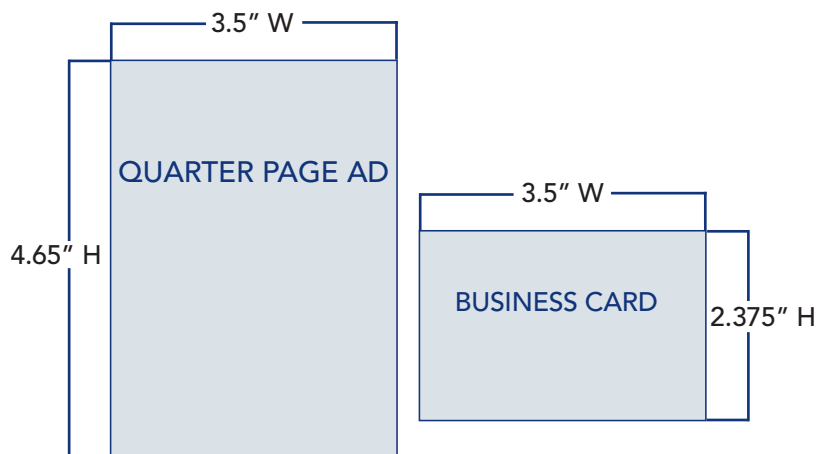 3.5″ W
QUARTER PAGE AD
4.65″ H
3.5″ W
BUSINESS CARD
2.375″ H